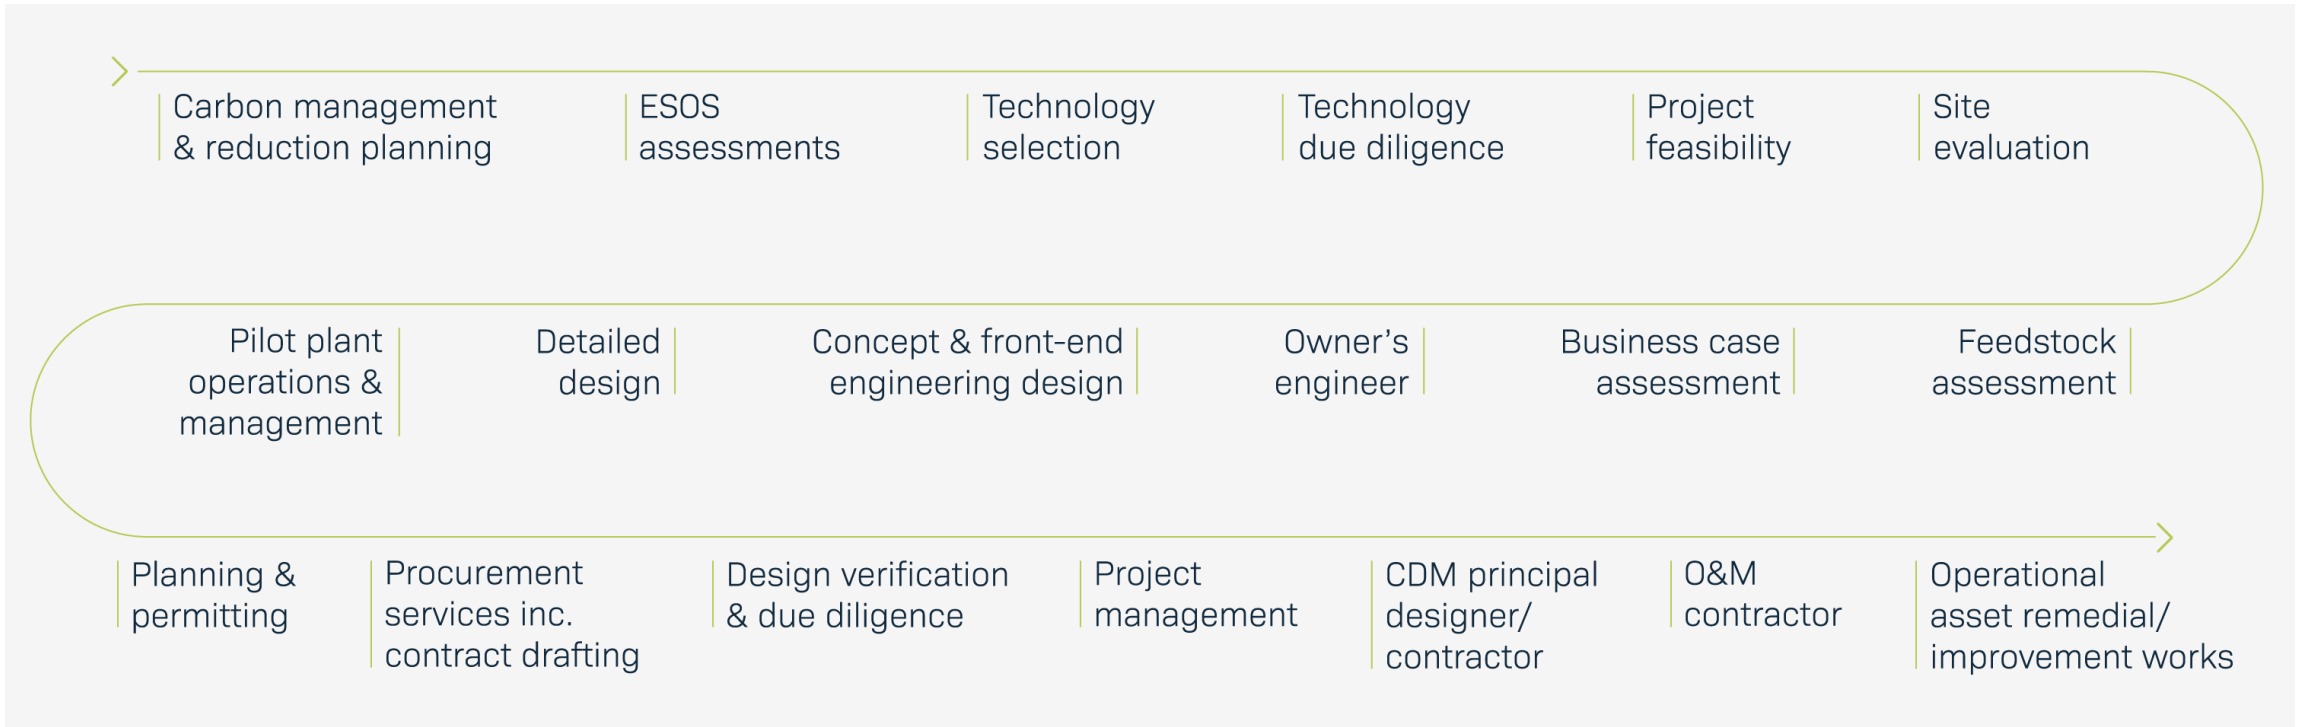 Carbon management
& reduction planning
ESOS
assessments
Technology
selection
Technology
due diligence
Project
feasibility
Site
evaluation
Feedstock
assessment
Business case
assessment
Owner’s
engineer
Concept & front-end
engineering design
Detailed
design
Pilot plant
operations &
management
Planning &
permitting
Procurement
services inc.
contract drafting
Design verification
& due diligence
Project
management
CDM principal
designer/
contractor
O&M
contractor
Operational
asset remedial/
improvement works